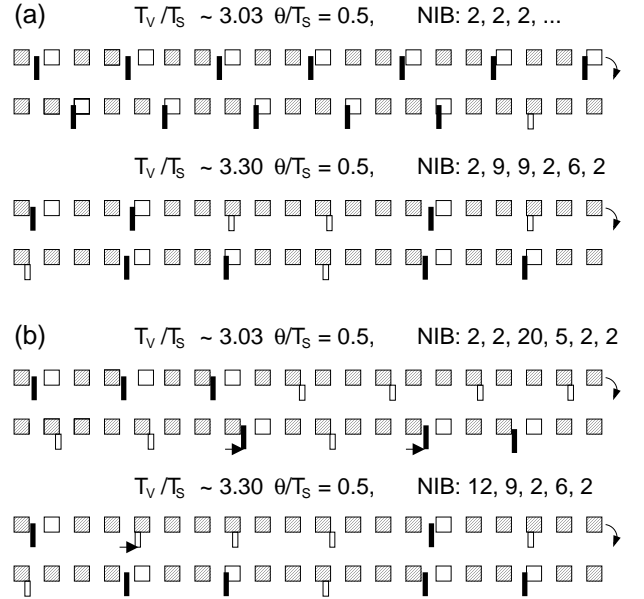 (a) T_V /T_S ~ 3.03 θ/T_S = 0.5, NIB: 2, 2, 2, ...
T_V /T_S ~ 3.30 θ/T_S = 0.5, NIB: 2, 9, 9, 2, 6, 2
(b) T_V /T_S ~ 3.03 θ/T_S = 0.5, NIB: 2, 2, 20, 5, 2, 2
T_V /T_S ~ 3.30 θ/T_S = 0.5, NIB: 12, 9, 2, 6, 2